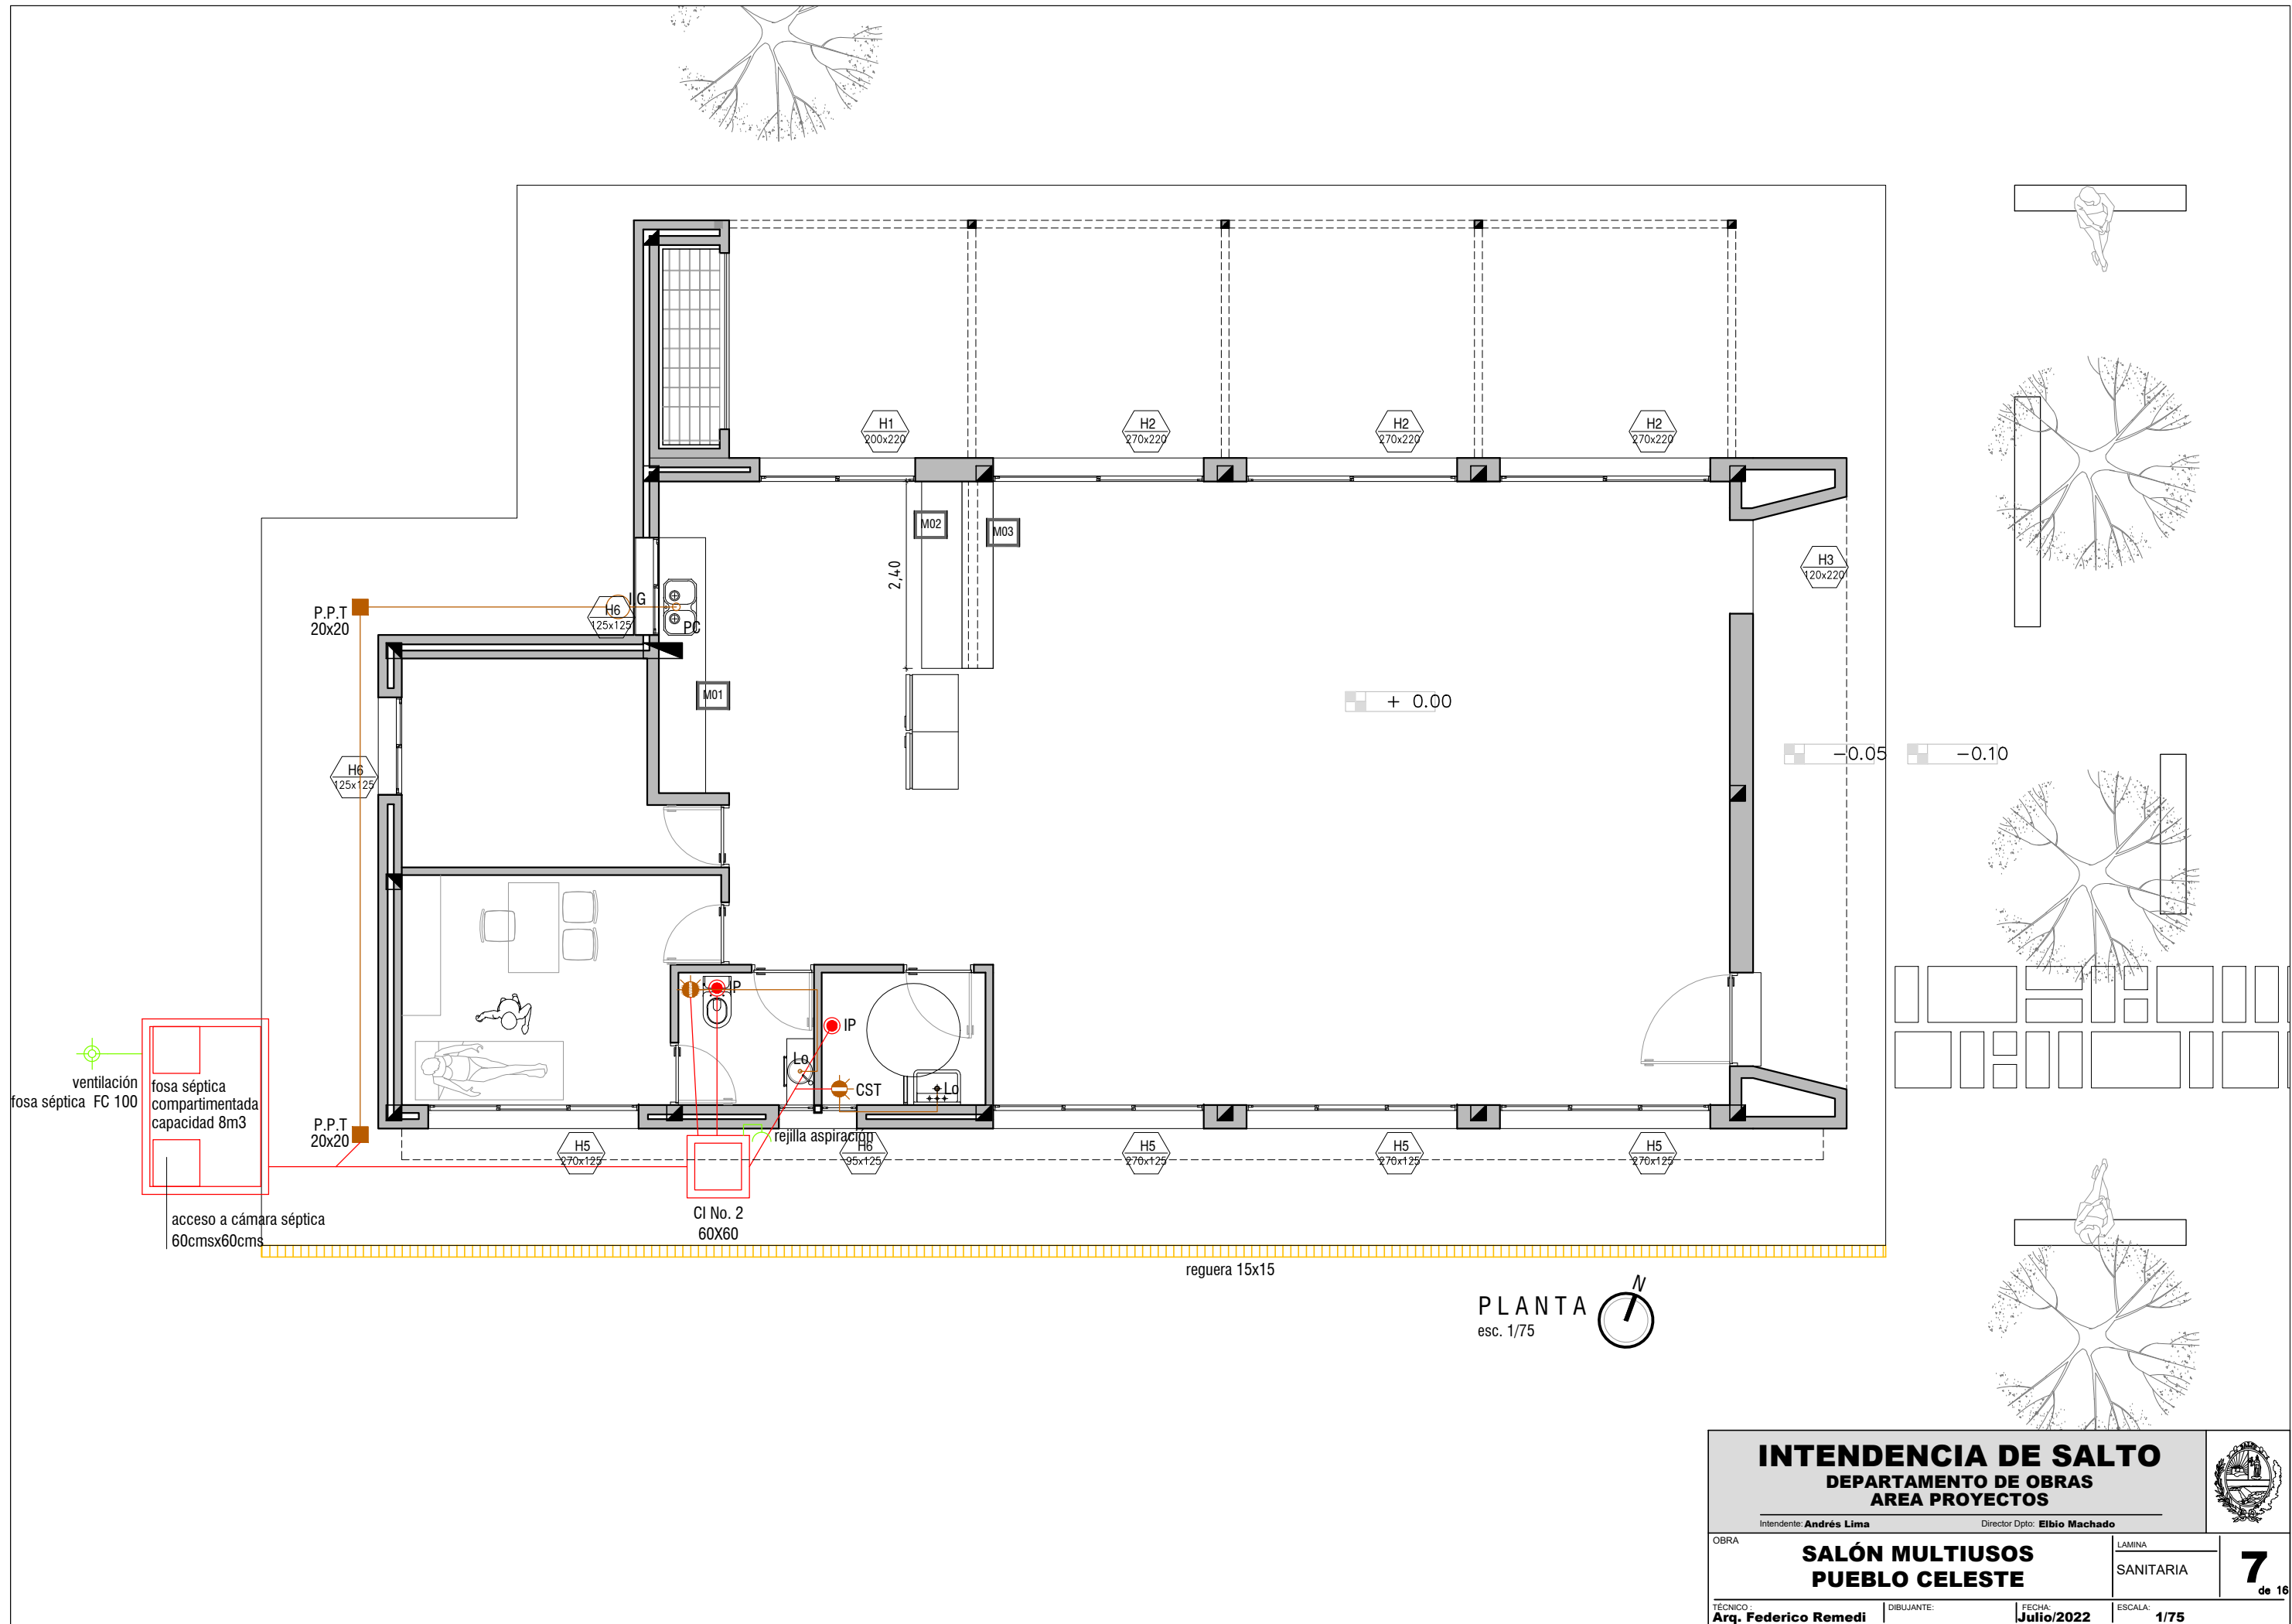 H1
200x220
H2
270x220
H2
270x220
H2
270x220
M02
M03
H3
120x220
2,40
I.G
P.P.T
20x20
H6
125x125
PC
M01
+ 0.00
-0.05
-0.10
H6
125x125
IP
IP
Lo
CST
Lo
ventilación
fosa séptica FC 100
fosa séptica
compartimentada
capacidad 8m3
P.P.T
20x20
rejilla aspiración
H5
270x125
H6
95x125
H5
270x125
H5
270x125
H5
270x125
acceso a cámara séptica
60cmsx60cms
CI No. 2
60X60
reguera 15x15
N
PLANTA
esc. 1/75
INTENDENCIA DE SALTO
DEPARTAMENTO DE OBRAS
AREA PROYECTOS
Intendente: Andrés Lima
Director Dpto: Elbio Machado
OBRA
SALÓN MULTIUSOS
PUEBLO CELESTE
LAMINA
SANITARIA
7
de 16
TÉCNICO :
Arq. Federico Remedi
DIBUJANTE:
FECHA:
Julio/2022
ESCALA:
1/75